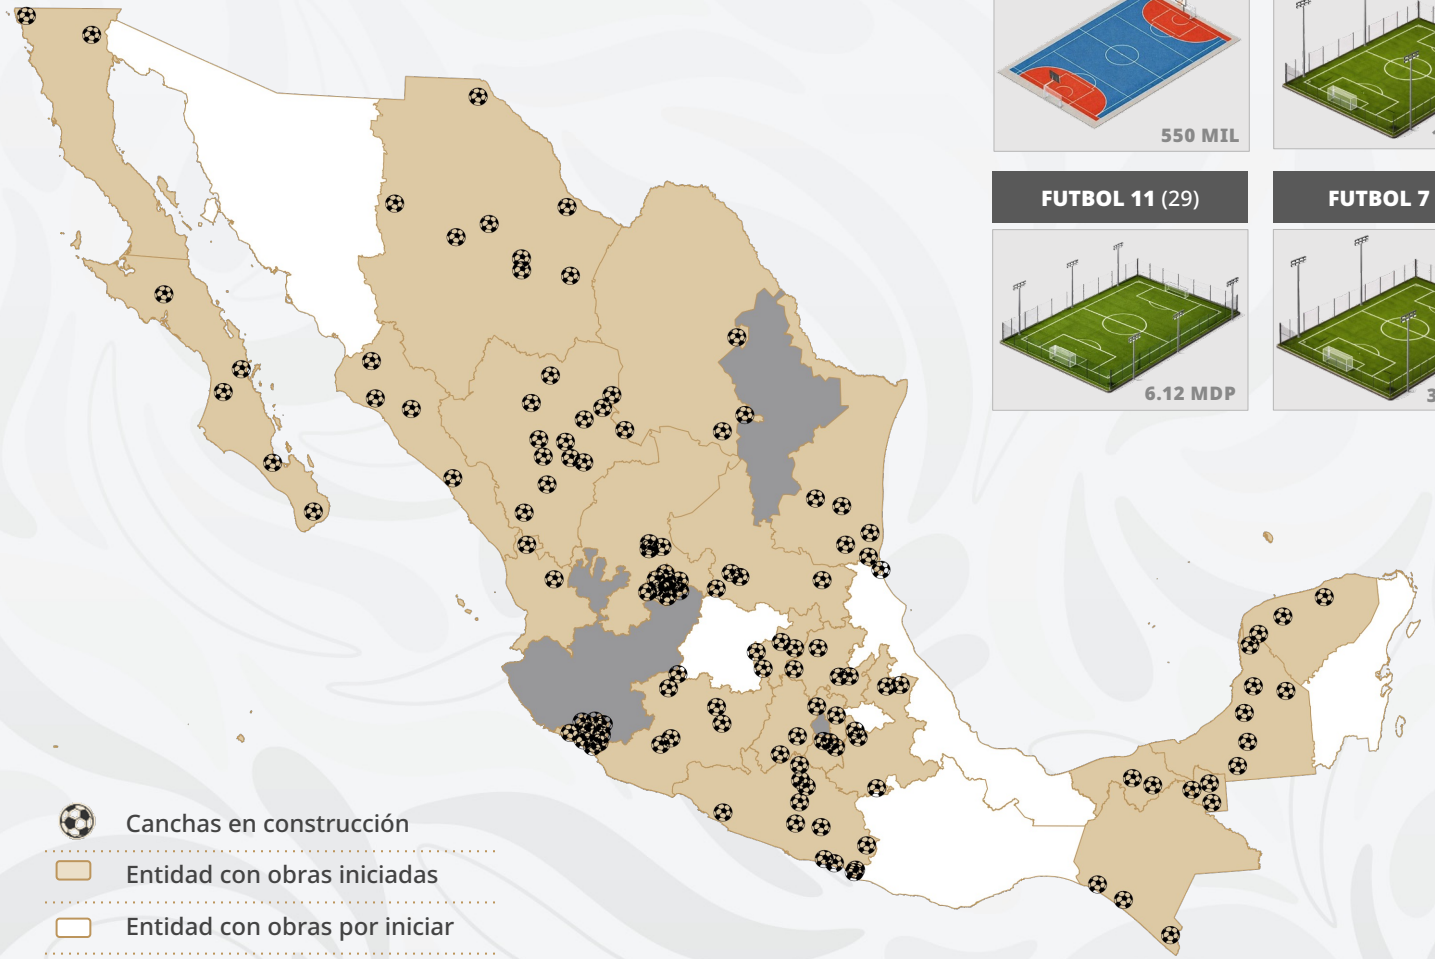 550 MIL
FUTBOL 11 (29)
FUTBOL 7
6.12 MDP
3
Canchas en construcción
Entidad con obras iniciadas
Entidad con obras por iniciar